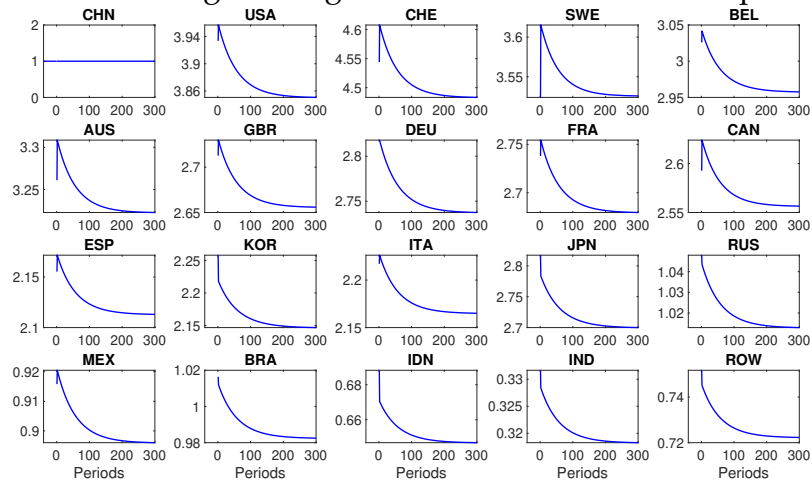 CHN
2
1
0
0 100 200 300
USA
3.94
3.9
3.86
0 100 200 300
CHE
4.6
4.5
0 100 200 300
SWE
3.6
3.55
0 100 200 300
BEL
3.05
3
2.95
0 100 200 300
AUS
3.3
3.25
0 100 200 300
GBR
2.7
2.65
0 100 200 300
DEU
2.8
2.75
0 100 200 300
FRA
2.75
2.7
0 100 200 300
CAN
2.6
2.55
0 100 200 300
ESP
2.15
2.1
0 100 200 300
KOR
2.25
2.2
2.15
0 100 200 300
ITA
2.2
2.15
0 100 200 300
JPN
2.8
2.75
2.7
0 100 200 300
RUS
1.04
1.02
0 100 200 300
MEX
0.92
0.91
0.9
0 100 200 300
Periods
BRA
1.02
1
0.98
0 100 200 300
Periods
IDN
0.68
0.66
0 100 200 300
Periods
IND
0.33
0.325
0.32
0 100 200 300
Periods
ROW
0.74
0.72
0 100 200 300
Periods